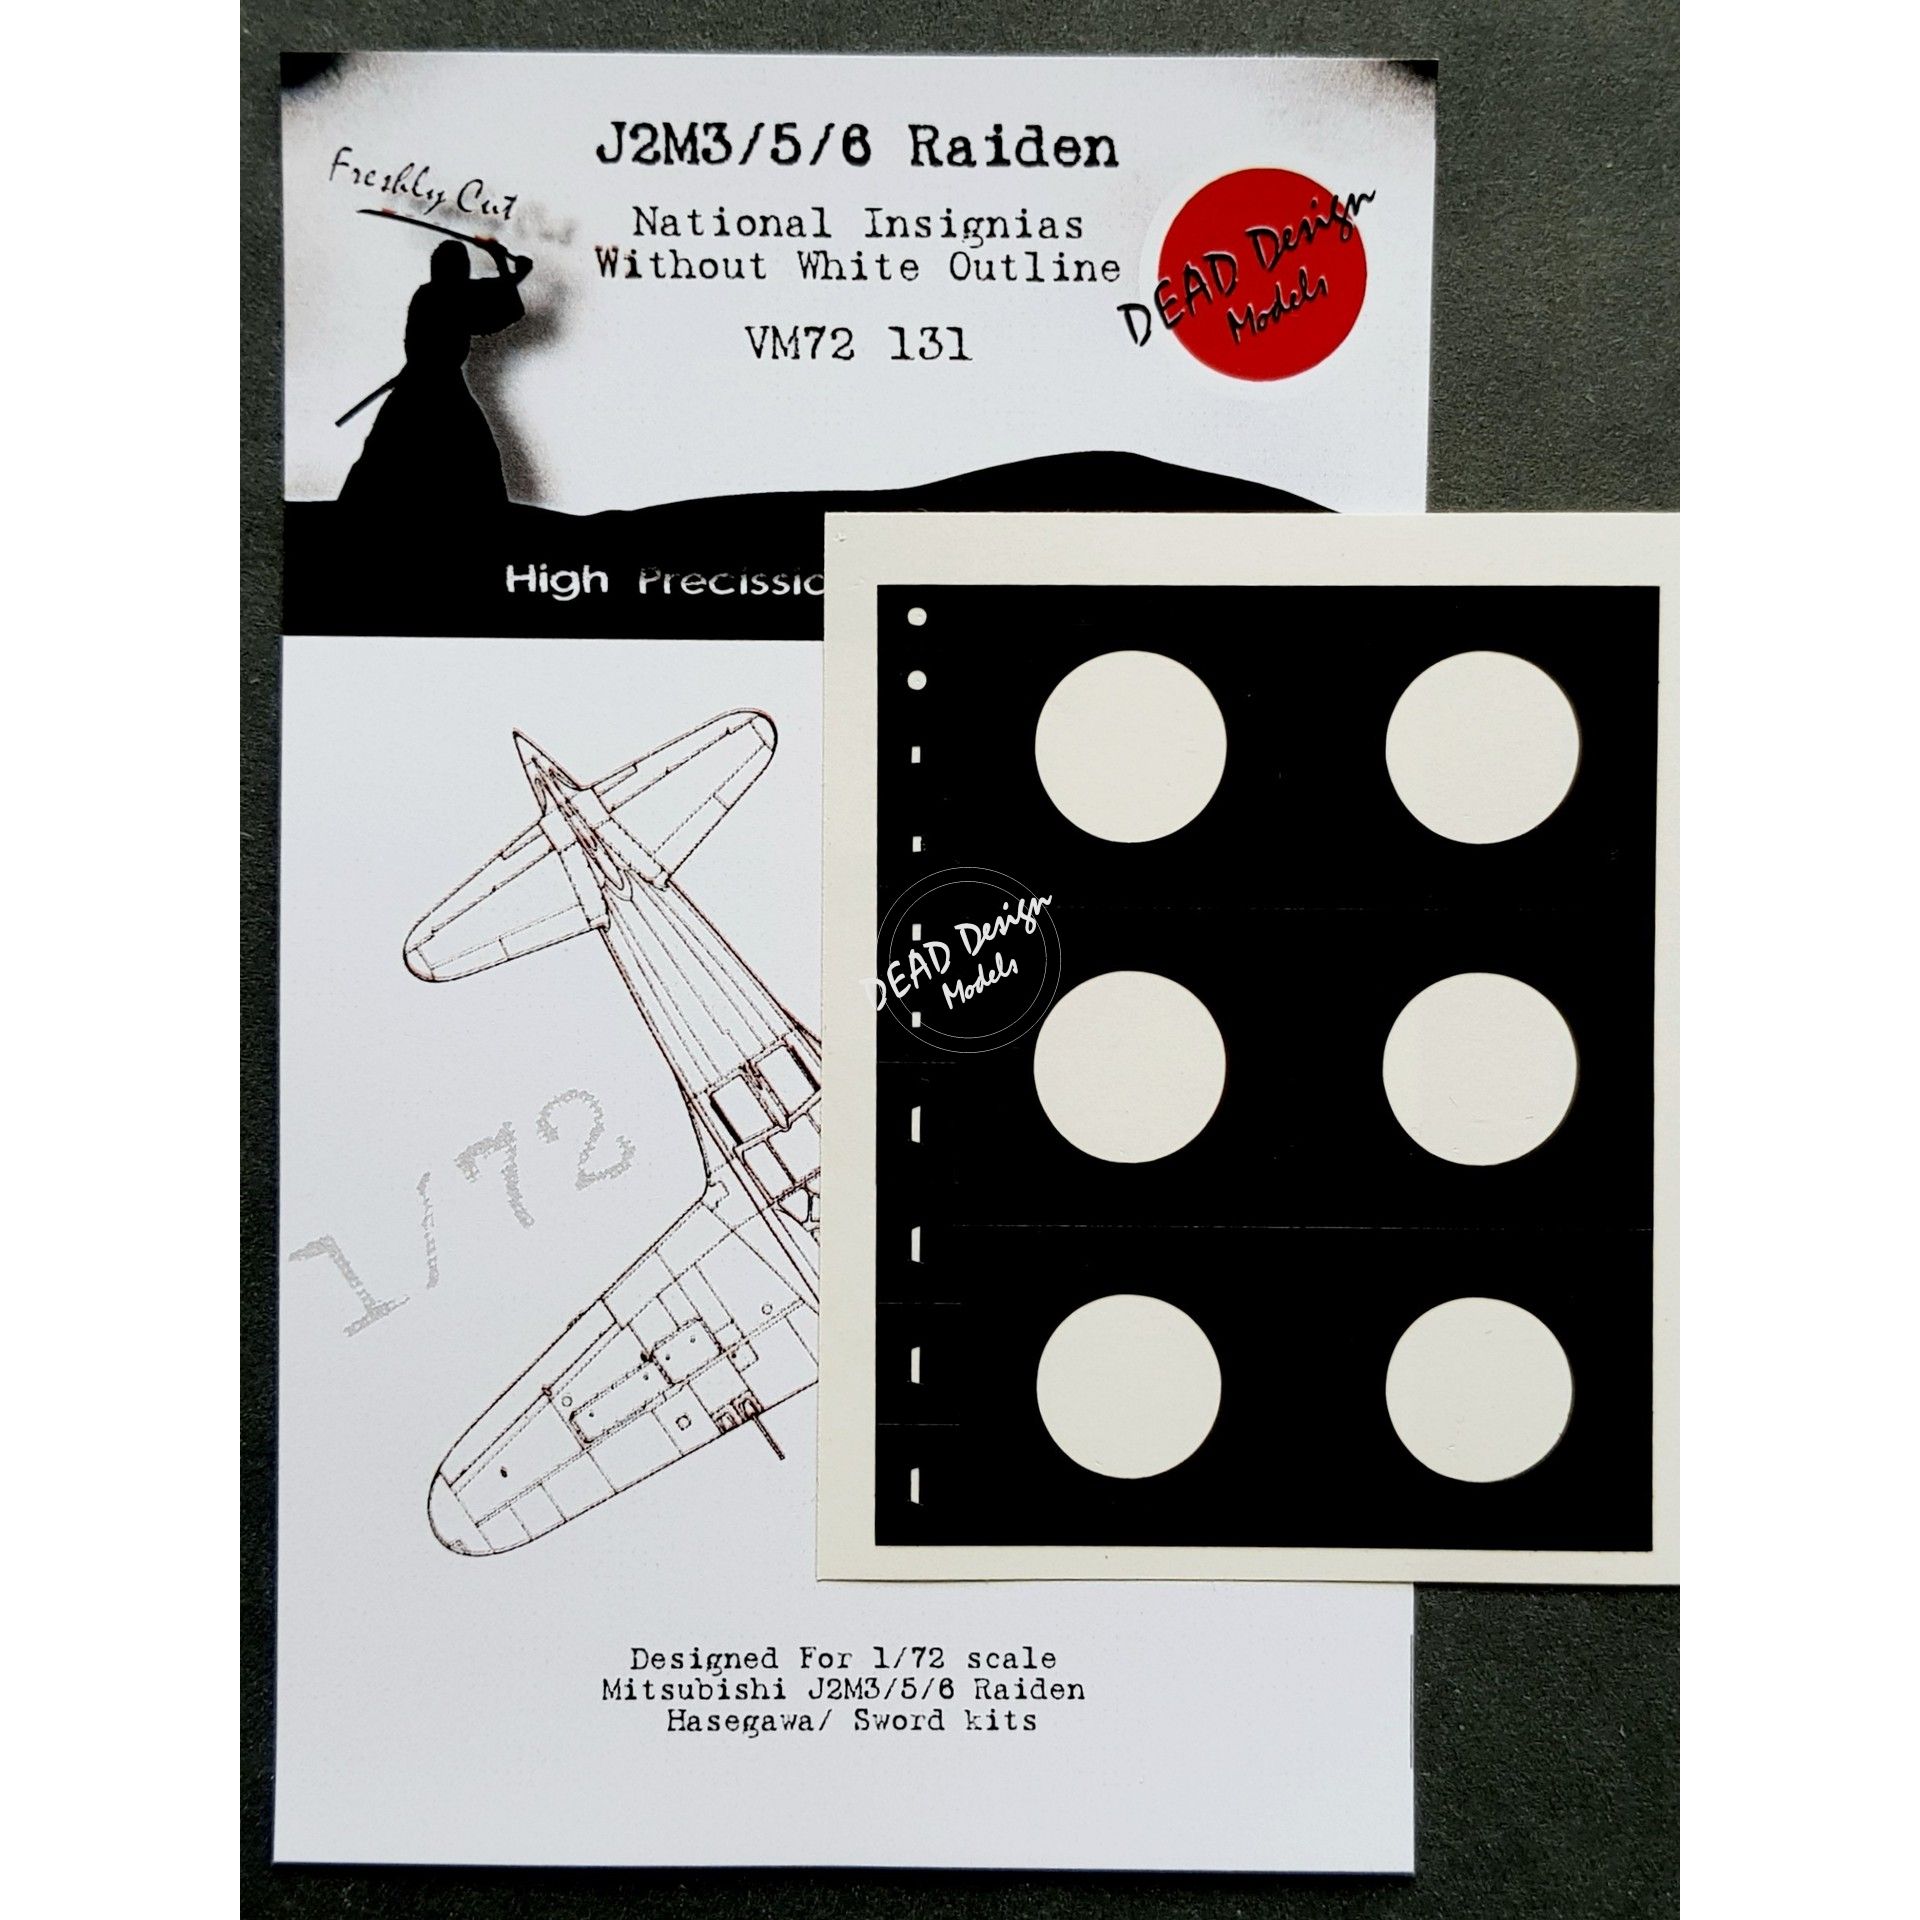 J2M3/5/6 Raiden
Freshly Cut
National Insignias
Without White Outline
DEAD Design
Models
VM72 131
High Precissio
DEAD Design
Models
1/72
Designed For 1/72 scale
Mitsubishi J2M3/5/6 Raiden
Hasegawa/ Sword kits